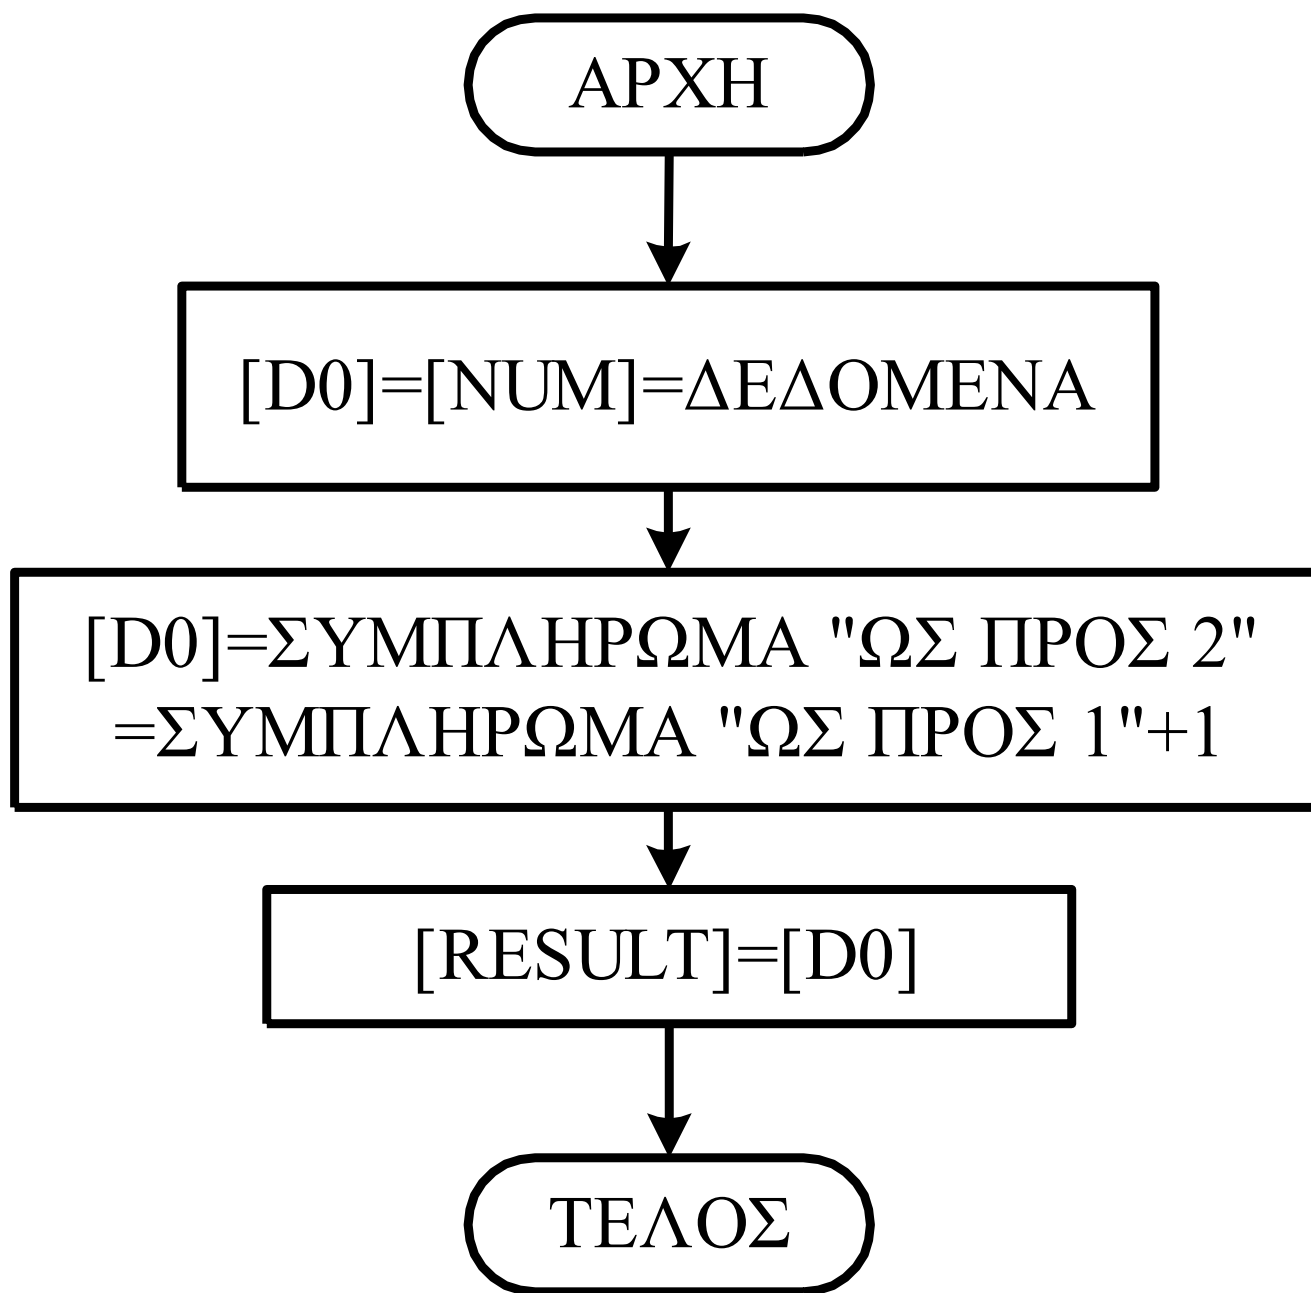 ΑΡΧΗ
[D0]=[NUM]=ΔΕΔΟΜΕΝΑ
[D0]=ΣΥΜΠΛΗΡΩΜΑ "ΩΣ ΠΡΟΣ 2"
=ΣΥΜΠΛΗΡΩΜΑ "ΩΣ ΠΡΟΣ 1"+1
[RESULT]=[D0]
ΤΕΛΟΣ